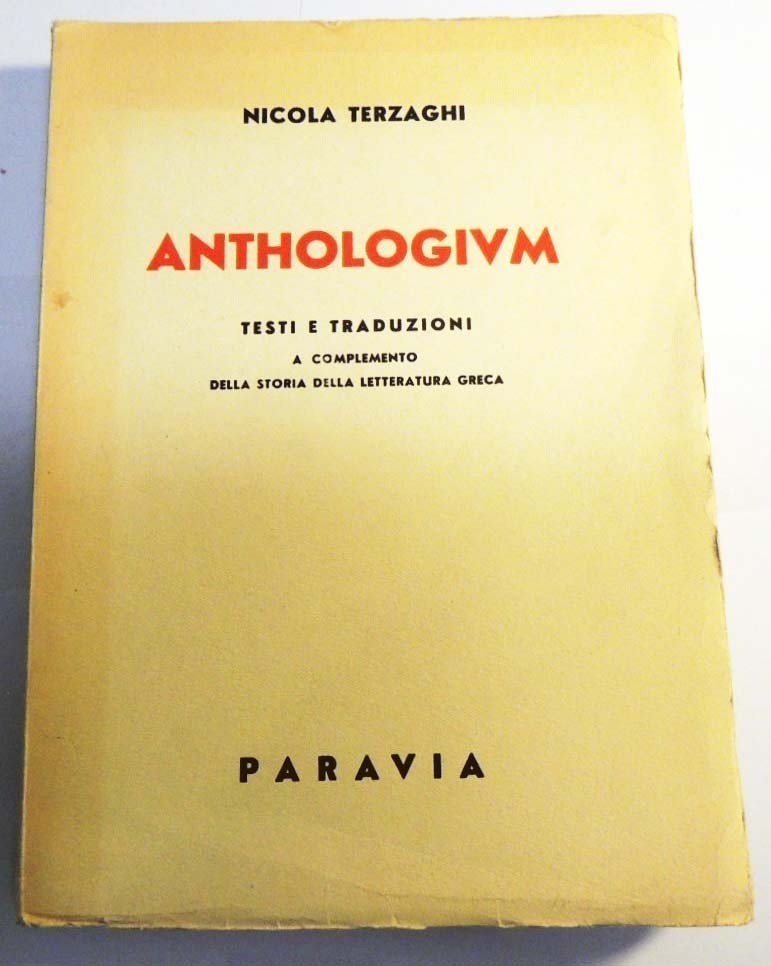 NICOLA TERZAGHI
ANTHOLOGIVM
TESTI E TRADUZIONI
A COMPLEMENTO
DELLA STORIA DELLA LETTERATURA GRECA
PARAVIA